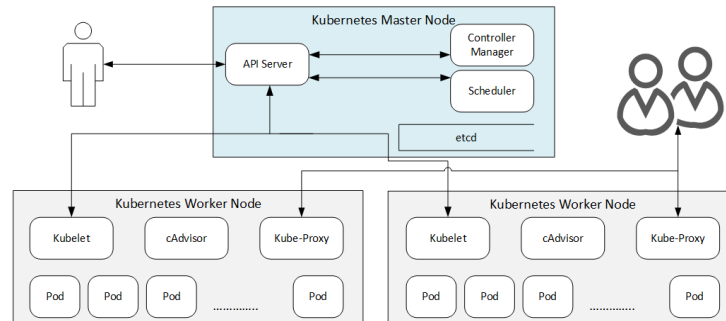 Kubernetes Master Node
API Server
Controller
Manager
Scheduler
etcd
Kubernetes Worker Node
Kubelet
cAdvisor
Kube-Proxy
Pod
Pod
Pod
..............
Pod
Kubernetes Worker Node
Kubelet
cAdvisor
Kube-Proxy
Pod
Pod
Pod
..............
Pod